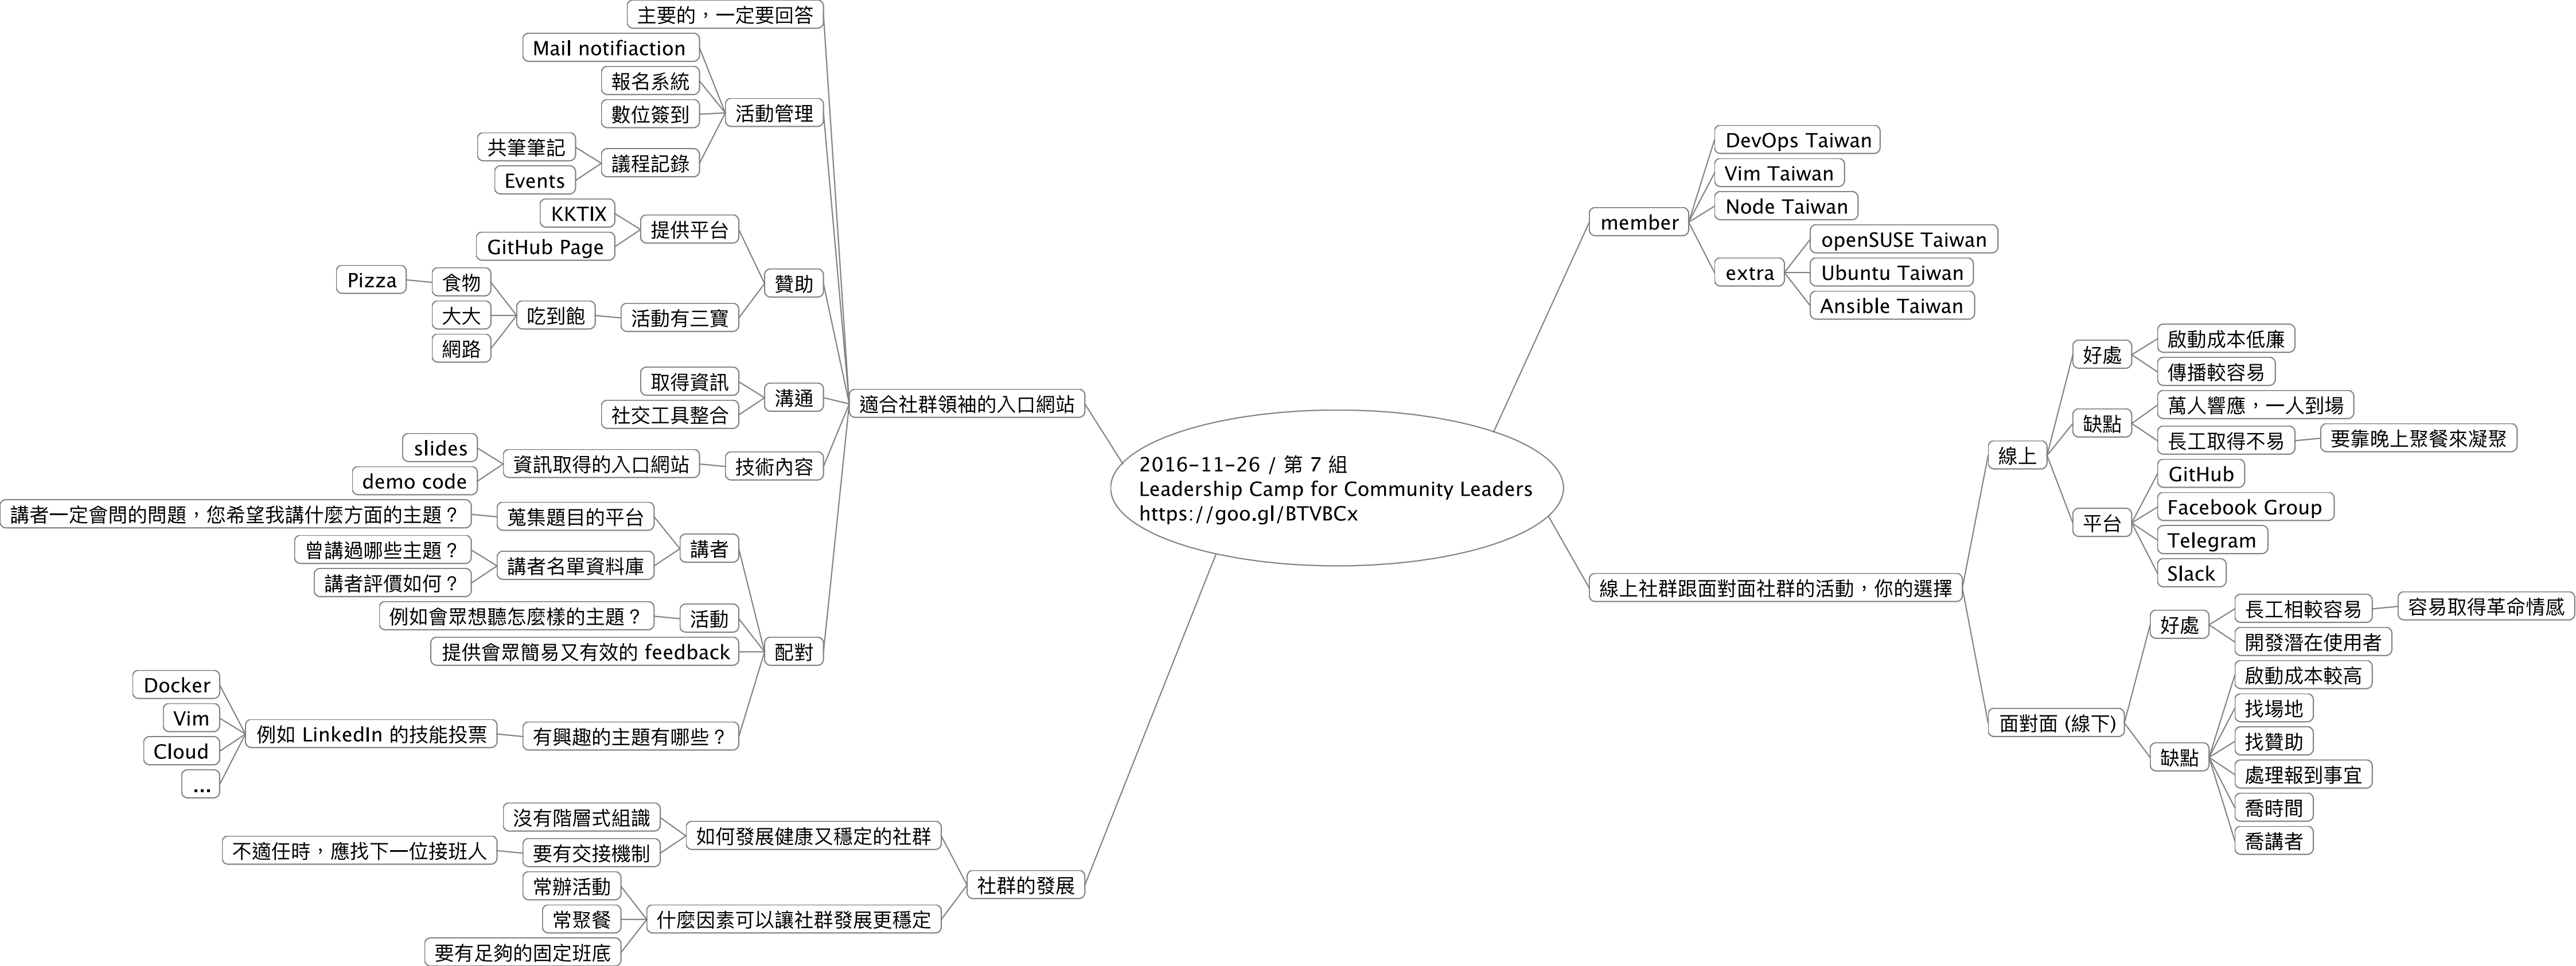 2016-11-26 / 第 7 組
Leadership Camp for Community Leaders
https://goo.gl/BTVBCx
member
DevOps Taiwan
Vim Taiwan
Node Taiwan
extra
openSUSE Taiwan
Ubuntu Taiwan
Ansible Taiwan
線上社群跟面對面社群的活動，你的選擇
線上
好處
啟動成本低廉
傳播較容易
缺點
萬人響應，一人到場
長工取得不易
要靠晚上聚餐來凝聚
平台
GitHub
Facebook Group
Telegram
Slack
面對面 (線下)
好處
長工相較容易
容易取得革命情感
開發潛在使用者
缺點
啟動成本較高
找場地
找贊助
處理報到事宜
喬時間
喬講者
適合社群領袖的入口網站
主要的，一定要回答
活動管理
Mail notifiaction
報名系統
數位簽到
議程記錄
共筆筆記
Events
贊助
提供平台
KKTIX
GitHub Page
活動有三寶
吃到飽
食物
Pizza
大大
網路
溝通
取得資訊
社交工具整合
技術內容
資訊取得的入口網站
slides
demo code
配對
講者
蒐集題目的平台
講者一定會問的問題，您希望我講什麼方面的主題？
講者名單資料庫
曾講過哪些主題？
講者評價如何？
活動
例如會眾想聽怎麼樣的主題？
提供會眾簡易又有效的 feedback
有興趣的主題有哪些？
例如 LinkedIn 的技能投票
Docker
Vim
Cloud
...
社群的發展
如何發展健康又穩定的社群
沒有階層式組識
要有交接機制
不適任時，應找下一位接班人
什麼因素可以讓社群發展更穩定
常辦活動
常聚餐
要有足夠的固定班底